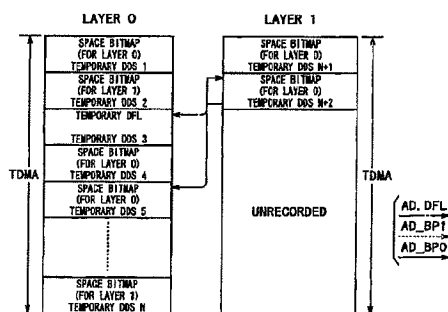 LAYER 0
SPACE BITMAP
(FOR LAYER 0)
TEMPORARY DDS 1
SPACE BITMAP
(FOR LAYER 1)
TEMPORARY DDS 2
TEMPORARY DFL
TEMPORARY DDS 3
SPACE BITMAP
(FOR LAYER 0)
TEMPORARY DDS 4
SPACE BITMAP
(FOR LAYER 0)
TEMPORARY DDS 5
SPACE BITMAP
(FOR LAYER 1)
TEMPORARY DDS N
TDMA
LAYER 1
SPACE BITMAP
(FOR LAYER 0)
TEMPORARY DDS N+1
SPACE BITMAP
(FOR LAYER 0)
TEMPORARY DDS N+2
UNRECORDED
TDMA
AD_DFL
AD_BP1
AD_BP0